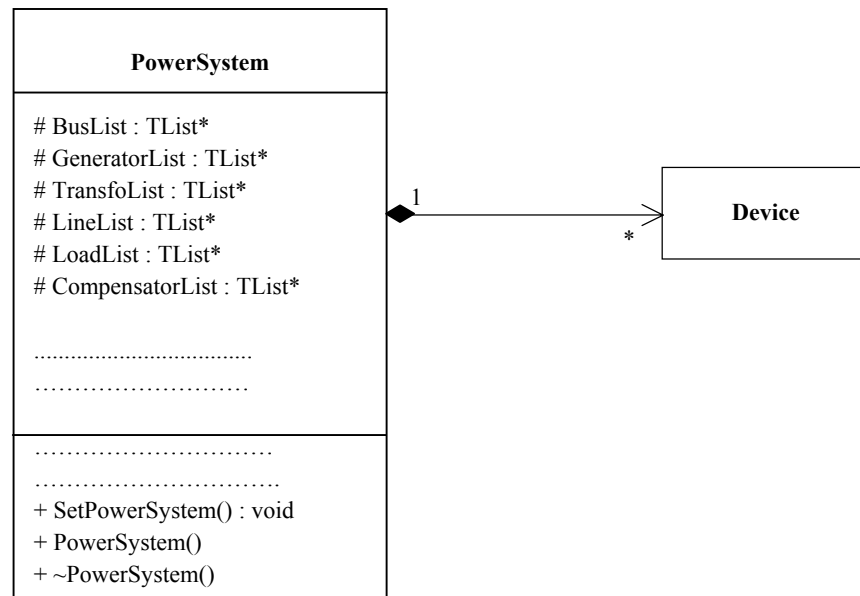 PowerSystem
# BusList : TList*
# GeneratorList : TList*
# TransfoList : TList*
# LineList : TList*
# LoadList : TList*
# CompensatorList : TList*
....................................
………………………
…………………………
………………………….
+ SetPowerSystem() : void
+ PowerSystem()
+ ~PowerSystem()
1
*
Device